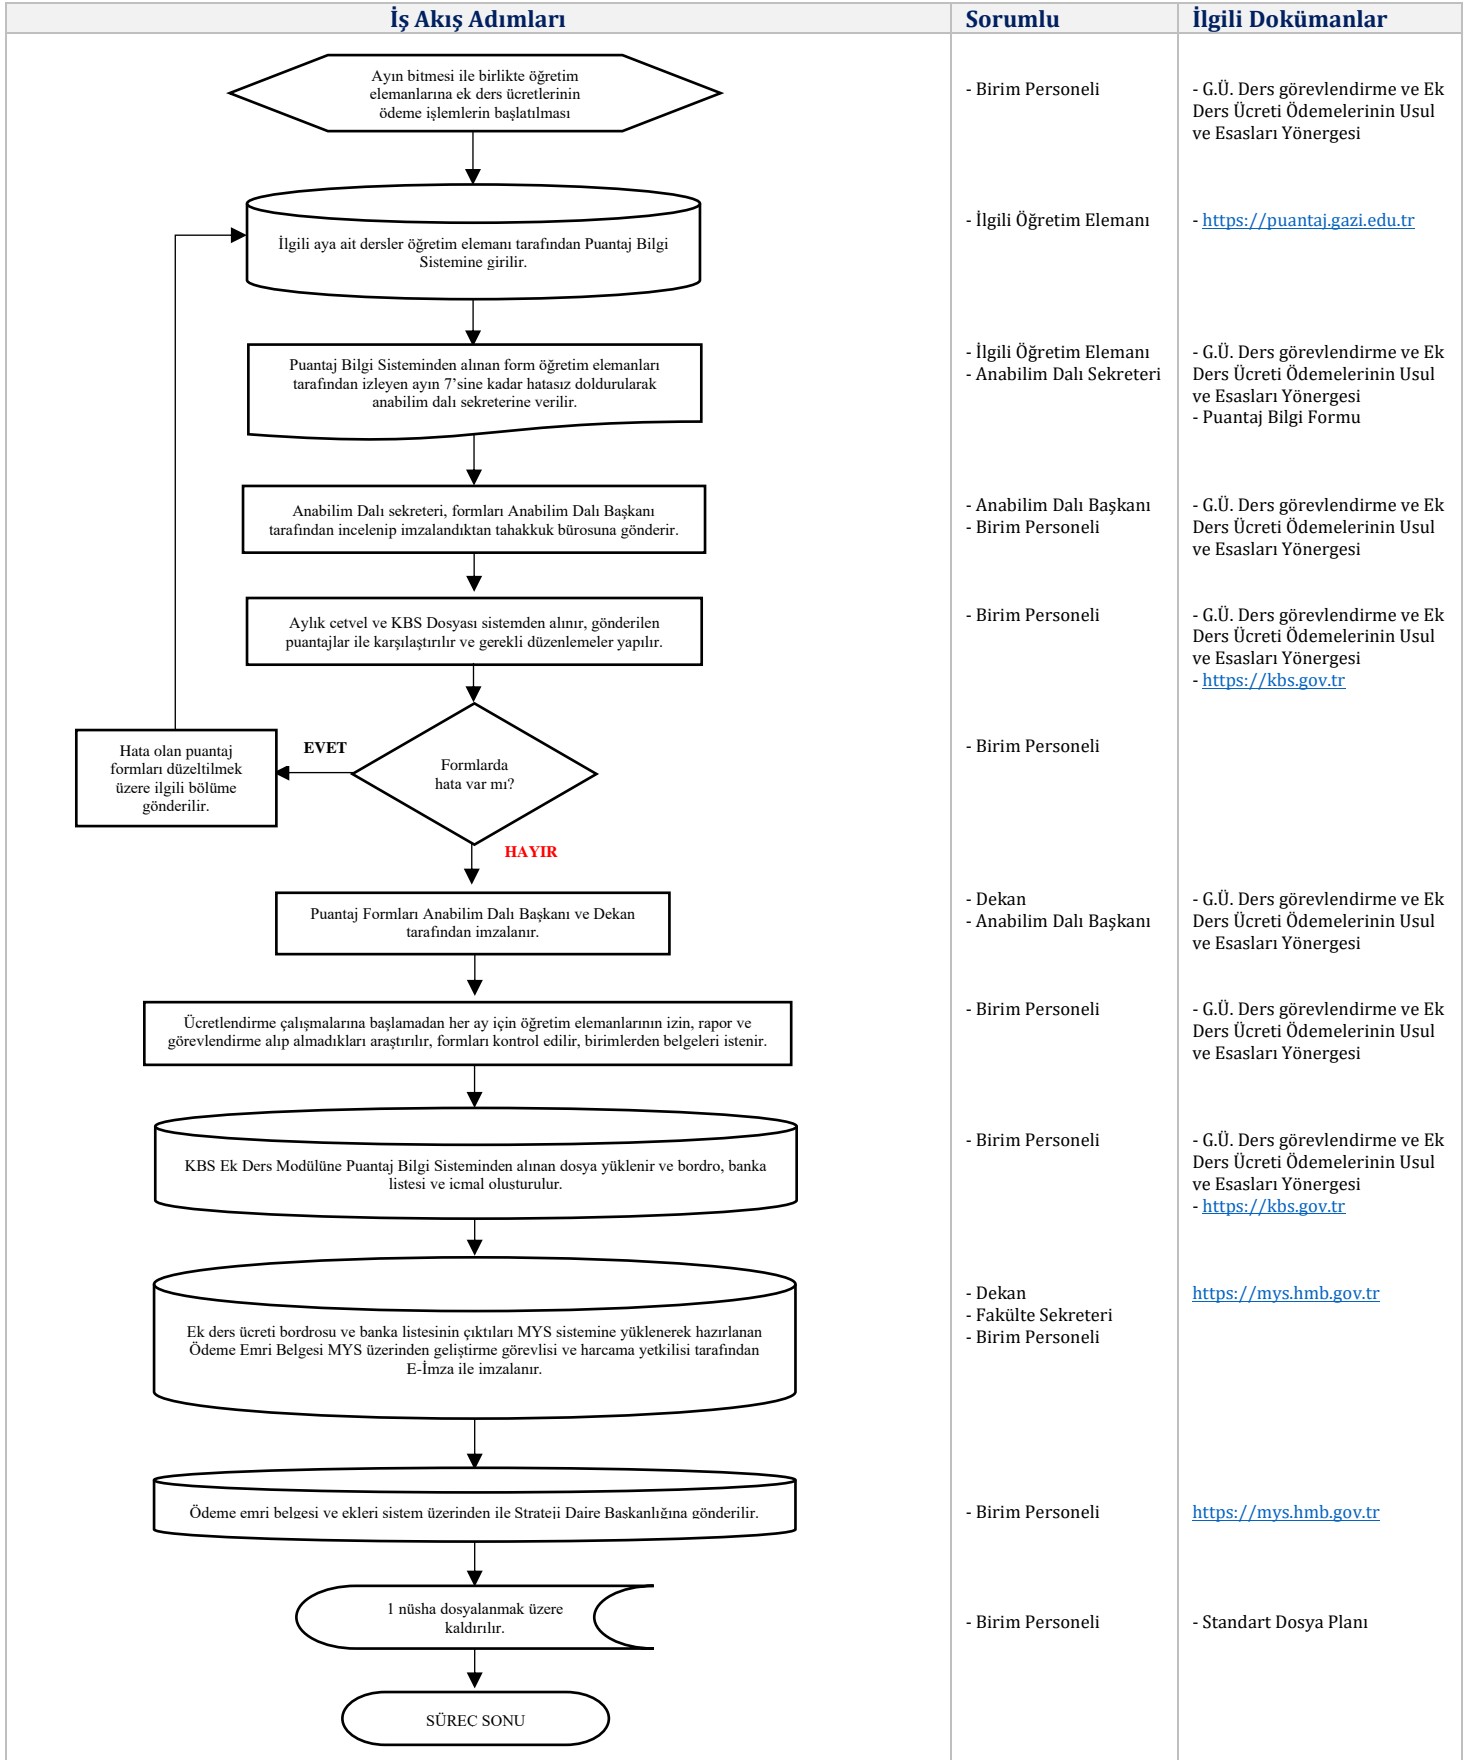 İş Akış Adımları
Sorumlu
İlgili Dokümanlar
Ayın bitmesi ile birlikte öğretim
elemanlarına ek ders ücretlerinin
ödeme işlemlerin başlatılması
- Birim Personeli
- G.Ü. Ders görevlendirme ve Ek
Ders Ücreti Ödemelerinin Usul
ve Esasları Yönergesi
İlgili aya ait dersler öğretim elemanı tarafından Puantaj Bilgi
Sistemine girilir.
- İlgili Öğretim Elemanı
- https://puantaj.gazi.edu.tr
Puantaj Bilgi Sisteminden alınan form öğretim elemanları
tarafından izleyen ayın 7’sine kadar hatasız doldurularak
anabilim dalı sekreterine verilir.
- İlgili Öğretim Elemanı
- Anabilim Dalı Sekreteri
- G.Ü. Ders görevlendirme ve Ek
Ders Ücreti Ödemelerinin Usul
ve Esasları Yönergesi
- Puantaj Bilgi Formu
Anabilim Dalı sekreteri, formları Anabilim Dalı Başkanı
tarafından incelenip imzalandıktan tahakkuk bürosuna gönderir.
- Anabilim Dalı Başkanı
- Birim Personeli
- G.Ü. Ders görevlendirme ve Ek
Ders Ücreti Ödemelerinin Usul
ve Esasları Yönergesi
Aylık cetvel ve KBS Dosyası sistemden alınır, gönderilen
puantajlar ile karşılaştırılır ve gerekli düzenlemeler yapılır.
- Birim Personeli
- G.Ü. Ders görevlendirme ve Ek
Ders Ücreti Ödemelerinin Usul
ve Esasları Yönergesi
- https://kbs.gov.tr
Hata olan puantaj
formları düzeltilmek
üzere ilgili bölüme
gönderilir.
EVET
Formlarda
hata var mı?
- Birim Personeli
HAYIR
Puantaj Formları Anabilim Dalı Başkanı ve Dekan
tarafından imzalanır.
- Dekan
- Anabilim Dalı Başkanı
- G.Ü. Ders görevlendirme ve Ek
Ders Ücreti Ödemelerinin Usul
ve Esasları Yönergesi
Ücretlendirme çalışmalarına başlamadan her ay için öğretim elemanlarının izin, rapor ve
görevlendirme alıp almadıkları araştırılır, formları kontrol edilir, birimlerden belgeleri istenir.
- Birim Personeli
- G.Ü. Ders görevlendirme ve Ek
Ders Ücreti Ödemelerinin Usul
ve Esasları Yönergesi
KBS Ek Ders Modülüne Puantaj Bilgi Sisteminden alınan dosya yüklenir ve bordro, banka
listesi ve icmal oluşturulur.
- Birim Personeli
- G.Ü. Ders görevlendirme ve Ek
Ders Ücreti Ödemelerinin Usul
ve Esasları Yönergesi
- https://kbs.gov.tr
Ek ders ücreti bordrosu ve banka listesinin çıktıları MYS sistemine yüklenerek hazırlanan
Ödeme Emri Belgesi MYS üzerinden geliştirme görevlisi ve harcama yetkilisi tarafından
E-İmza ile imzalanır.
- Dekan
- Fakülte Sekreteri
- Birim Personeli
https://mys.hmb.gov.tr
Ödeme emri belgesi ve ekleri sistem üzerinden ile Strateji Daire Başkanlığına gönderilir.
- Birim Personeli
https://mys.hmb.gov.tr
1 nüsha dosyalanmak üzere
kaldırılır.
- Birim Personeli
- Standart Dosya Planı
SÜREC SONU